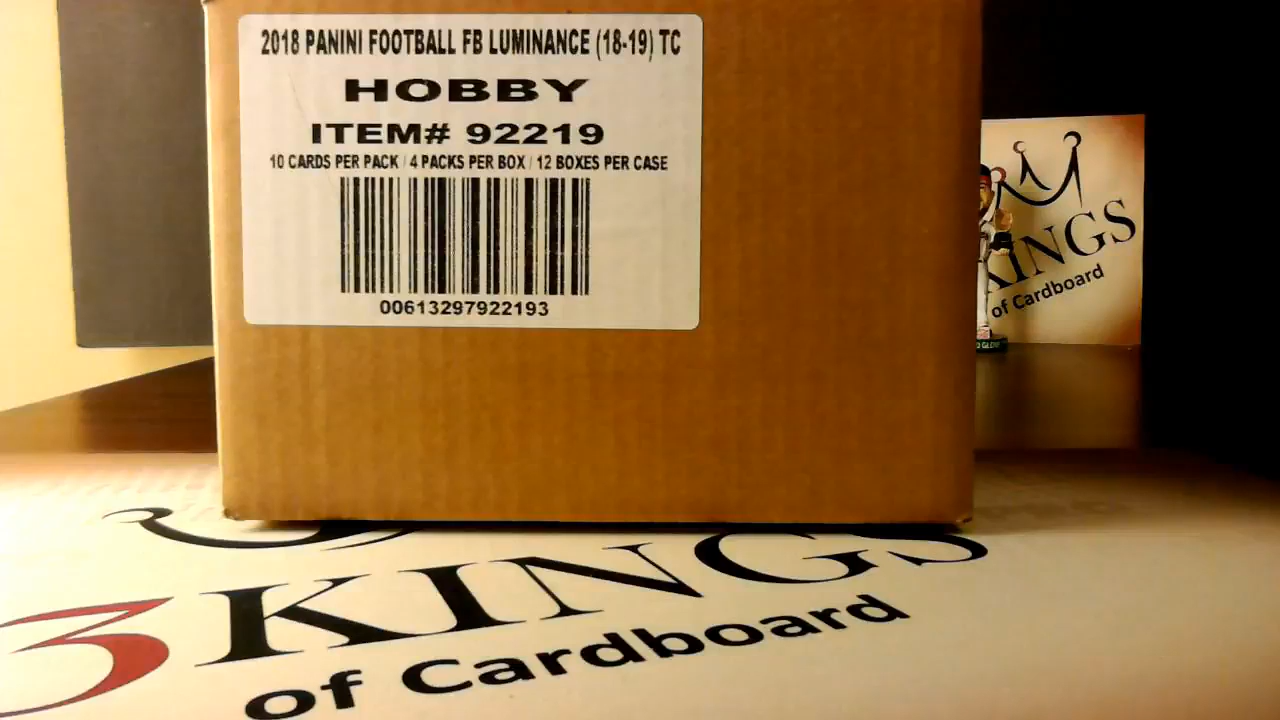 2018 PANINI FOOTBALL FB LUMINANCE (18-19) TC
HOBBY
ITEM# 92219
10 CARDS PER PACK / 4 PACKS PER BOX / 12 BOXES PER CASE
00613297922193
KINGS
of Cardboard
3KINGS
of Cardboard